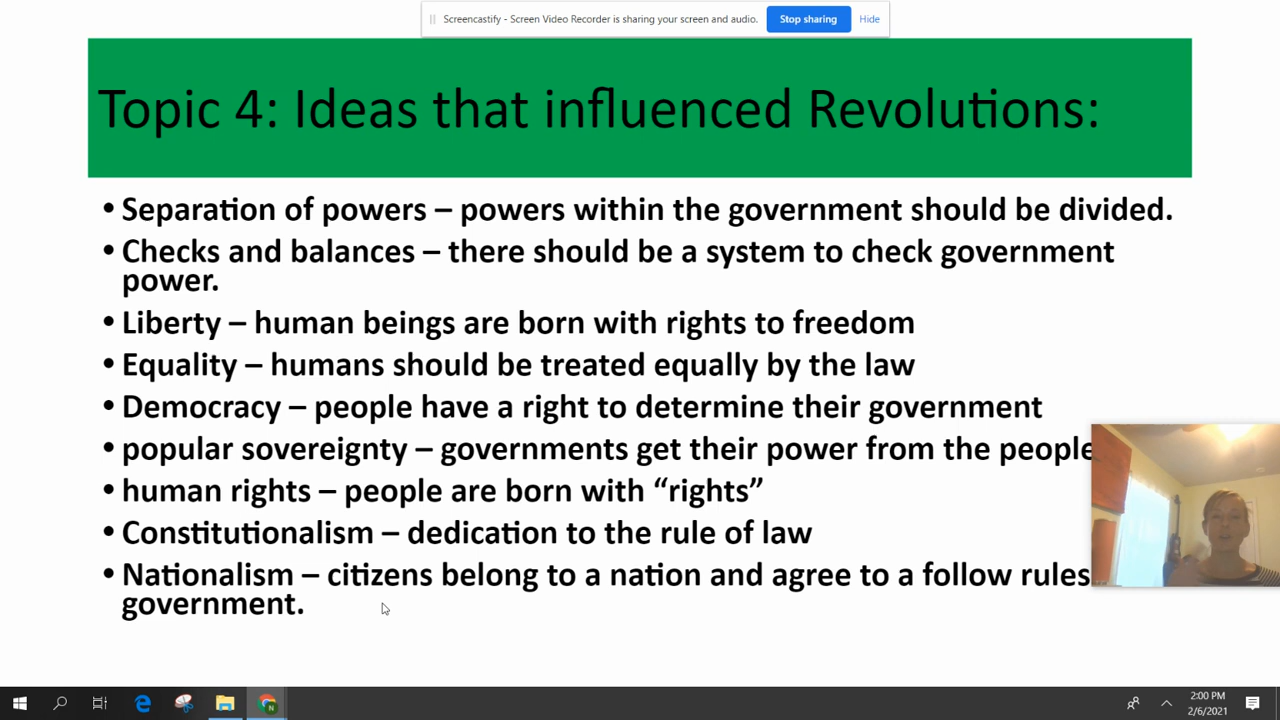 Screencastify - Screen Video Recorder is sharing your screen and audio. Stop sharing Hide
Topic 4: Ideas that influenced Revolutions:
• Separation of powers – powers within the government should be divided.
• Checks and balances – there should be a system to check government
power.
• Liberty – human beings are born with rights to freedom
• Equality – humans should be treated equally by the law
• Democracy – people have a right to determine their government
• popular sovereignty – governments get their power from the people
• human rights – people are born with “rights”
• Constitutionalism – dedication to the rule of law
• Nationalism – citizens belong to a nation and agree to a follow rules
government.
2:00 PM
2/6/2021